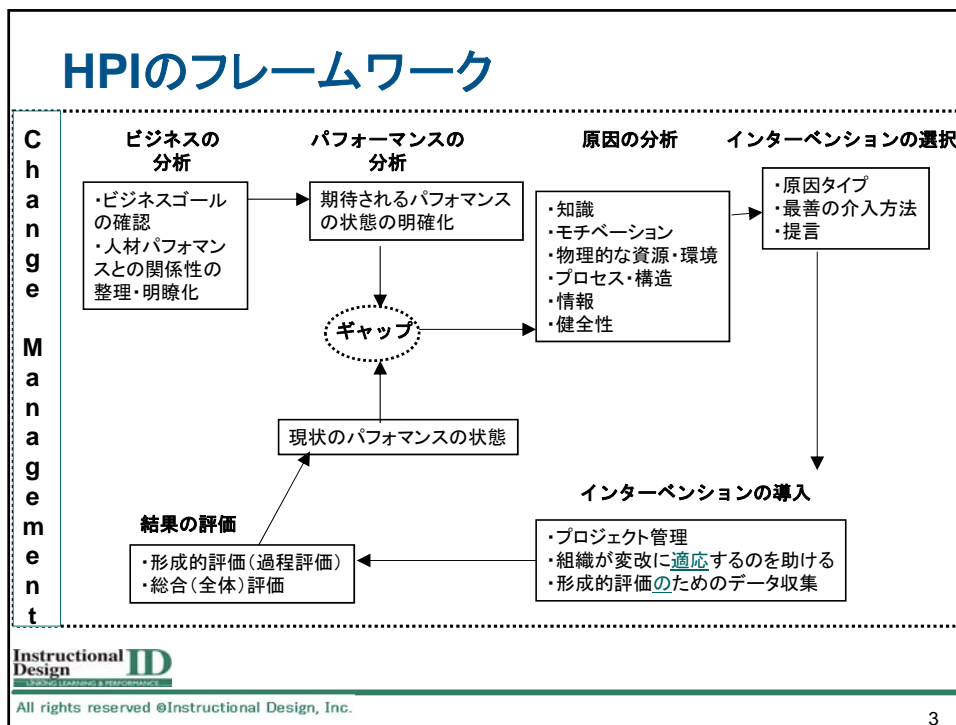 HPIのフレームワーク
Change Management
ビジネスの
分析
・ビジネスゴール
の確認
・人材パフォーマン
スとの関係性の
整理・明瞭化
パフォーマンスの
分析
期待されるパフォマンス
の状態の明確化
ギャップ
現状のパフォマンスの状態
原因の分析
・知識
・モチベーション
・物理的な資源・環境
・プロセス・構造
・情報
・健全性
インターベンションの選択
・原因タイプ
・最善の介入方法
・提言
インターベンションの導入
・プロジェクト管理
・組織が変改に適応するのを助ける
・形成的評価のためのデータ収集
結果の評価
・形成的評価(過程評価)
・総合(全体)評価
Instructional ID
Design
LINKING LEARNING & PERFORMANCE
All rights reserved ©Instructional Design, Inc.
3